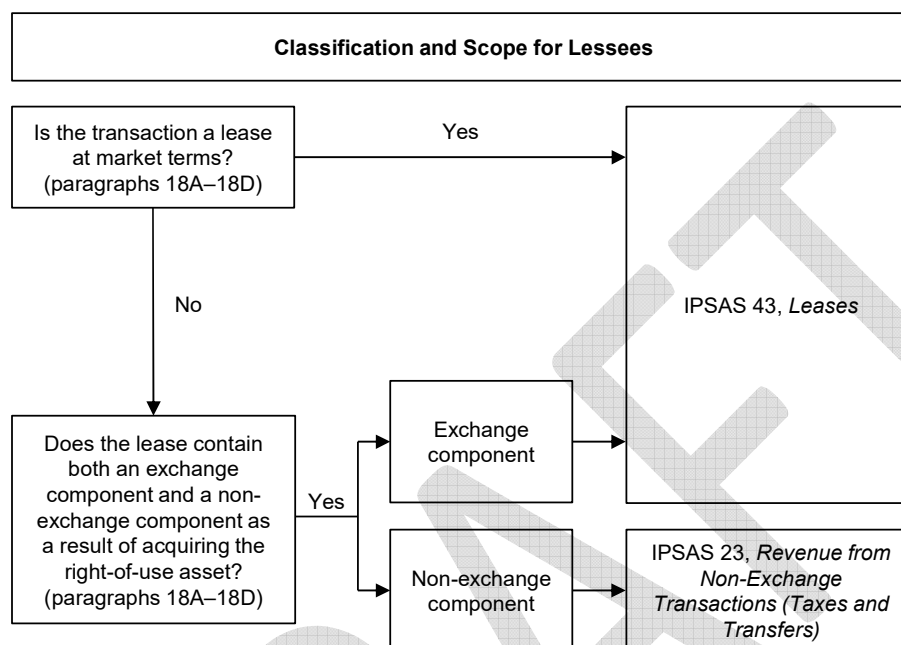 Classification and Scope for Lessees
Is the transaction a lease
at market terms?
(paragraphs 18A–18D)
Yes
No
IPSAS 43, Leases
Does the lease contain
both an exchange
component and a non-
exchange component as
a result of acquiring the
right-of-use asset?
(paragraphs 18A–18D)
Yes
Exchange
component
Non-exchange
component
IPSAS 23, Revenue from
Non-Exchange
Transactions (Taxes and
Transfers)